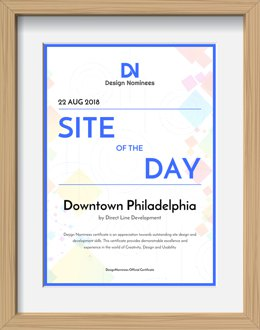 DN
Design Nominees
22 AUG 2018
SITE
OF THE
DAY
Downtown Philadelphia
by Direct Line Development
Design Nominees certificate is an appreciation towards outstanding site design and
development skills. This certificate provides demonstrable excellence and
experience in the world of Creativity, Design and Usability
DesignNominees Official Certificate